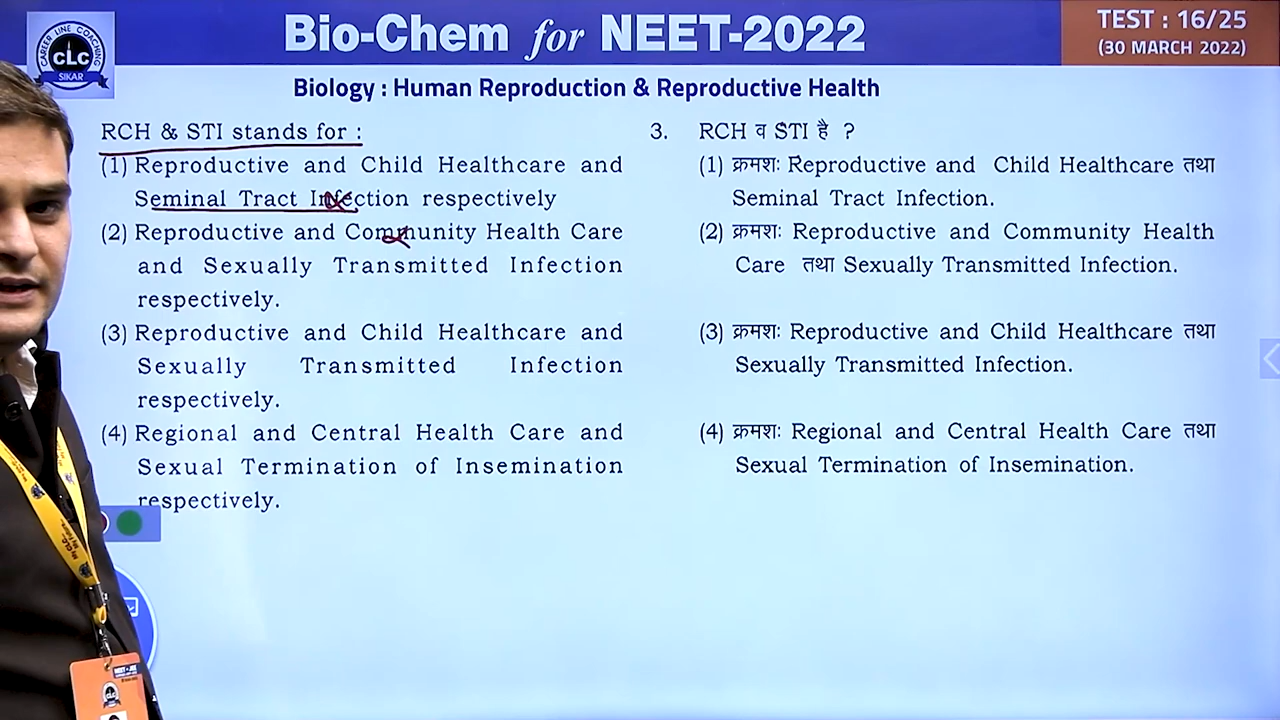 CAREER LINE COACHING
CLC
SIKAR
Bio-Chem for NEET-2022
TEST : 16/25
(30 MARCH 2022)
Biology : Human Reproduction & Reproductive Health
RCH & STI stands for :
(1) Reproductive and Child Healthcare and
Seminal Tract Infection respectively
(2) Reproductive and Community Health Care
and Sexually Transmitted Infection
respectively.
(3) Reproductive and Child Healthcare and
Sexually Transmitted Infection
respectively.
(4) Regional and Central Health Care and
Sexual Termination of Insemination
respectively.
3. RCH व STI है ?
(1) क्रमशः Reproductive and Child Healthcare तथा
Seminal Tract Infection.
(2) क्रमशः Reproductive and Community Health
Care तथा Sexually Transmitted Infection.
(3) क्रमशः Reproductive and Child Healthcare तथा
Sexually Transmitted Infection.
(4) क्रमशः Regional and Central Health Care तथा
Sexual Termination of Insemination.
CLC